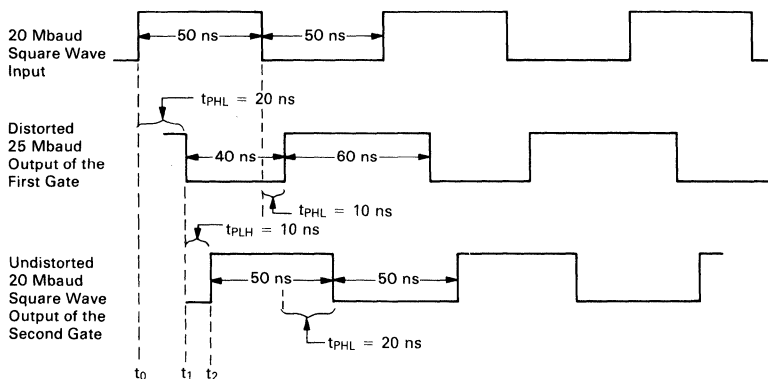 20 Mbaud
Square Wave
Input
50 ns
50 ns
tPHL = 20 ns
Distorted
25 Mbaud
Output of the
First Gate
40 ns
60 ns
tPHL = 10 ns
tPLH = 10 ns
Undistorted
20 Mbaud
Square Wave
Output of the
Second Gate
50 ns
50 ns
tPHL = 20 ns
t0
t1
t2